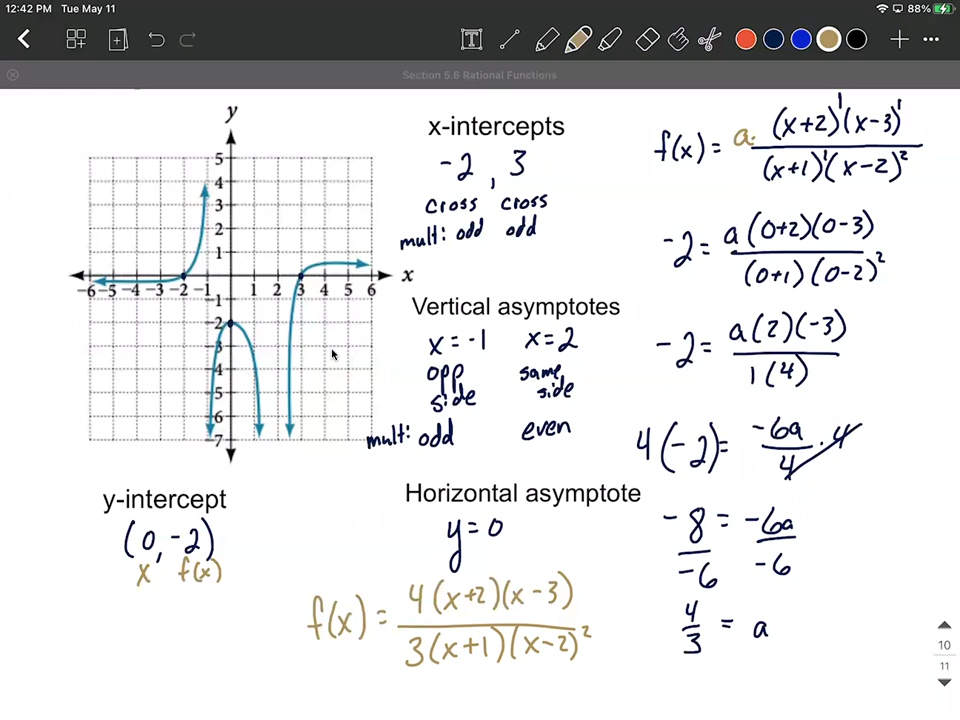 12:42 PM Tue May 11
88%
Section 5.6 Rational Functions
y
5
4
3
2
1
-6 -5 -4 -3 -2 -1 1 2 3 4 5 6 x
-1
-2
-3
-4
-5
-6
-7
x-intercepts
-2 , 3
cross cross
mult: odd odd
Vertical asymptotes
x = -1 x = 2
opp same
side side
mult: odd even
y-intercept
(0, -2)
x f(x)
Horizontal asymptote
y = 0
f(x) = 4(x+2)(x-3) / 3(x+1)(x-2)²
f(x) = a · (x+2)¹(x-3)¹ / (x+1)¹(x-2)²
-2 = a(0+2)(0-3) / (0+1)(0-2)²
-2 = a(2)(-3) / 1(4)
4(-2) = -6a / 4 · 4
-8 / -6 = -6a / -6
4/3 = a
10
11